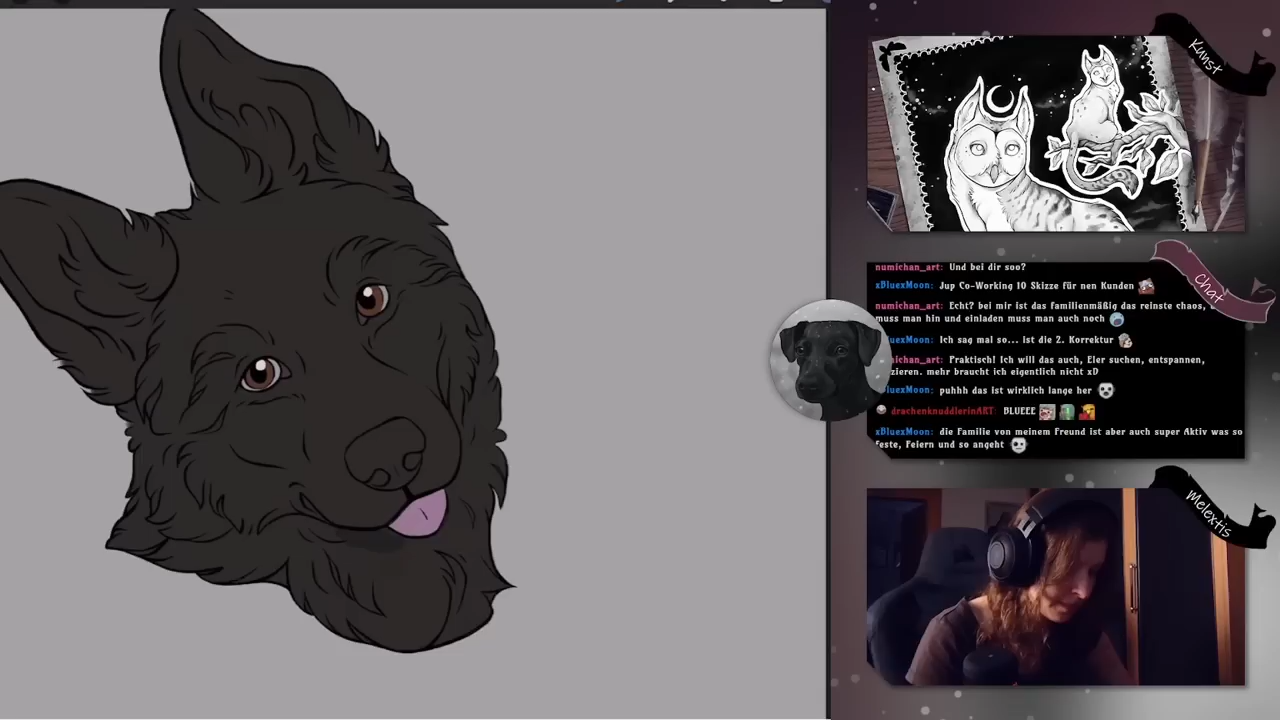 Kunst
Chat
numichan_art: Und bei dir soo?
xBluexMoon: Jup Co-Working 10 Skizze für nen Kunden
numichan_art: Echt? bei mir ist das familienmäßig das reinste chaos,
muss man hin und einladen muss man auch noch
xBluexMoon: Ich sag mal so... ist die 2. Korrektur
numichan_art: Praktisch! Ich will das auch, Eier suchen, entspannen,
mehr braucht ich eigentlich nicht xD
xBluexMoon: puhhh das ist wirklich lange her
drachenknuddlerinART: BLUEEE
xBluexMoon: die Familie von meinem Freund ist aber auch super Aktiv was so
feste, Feiern und so angeht
Melextis